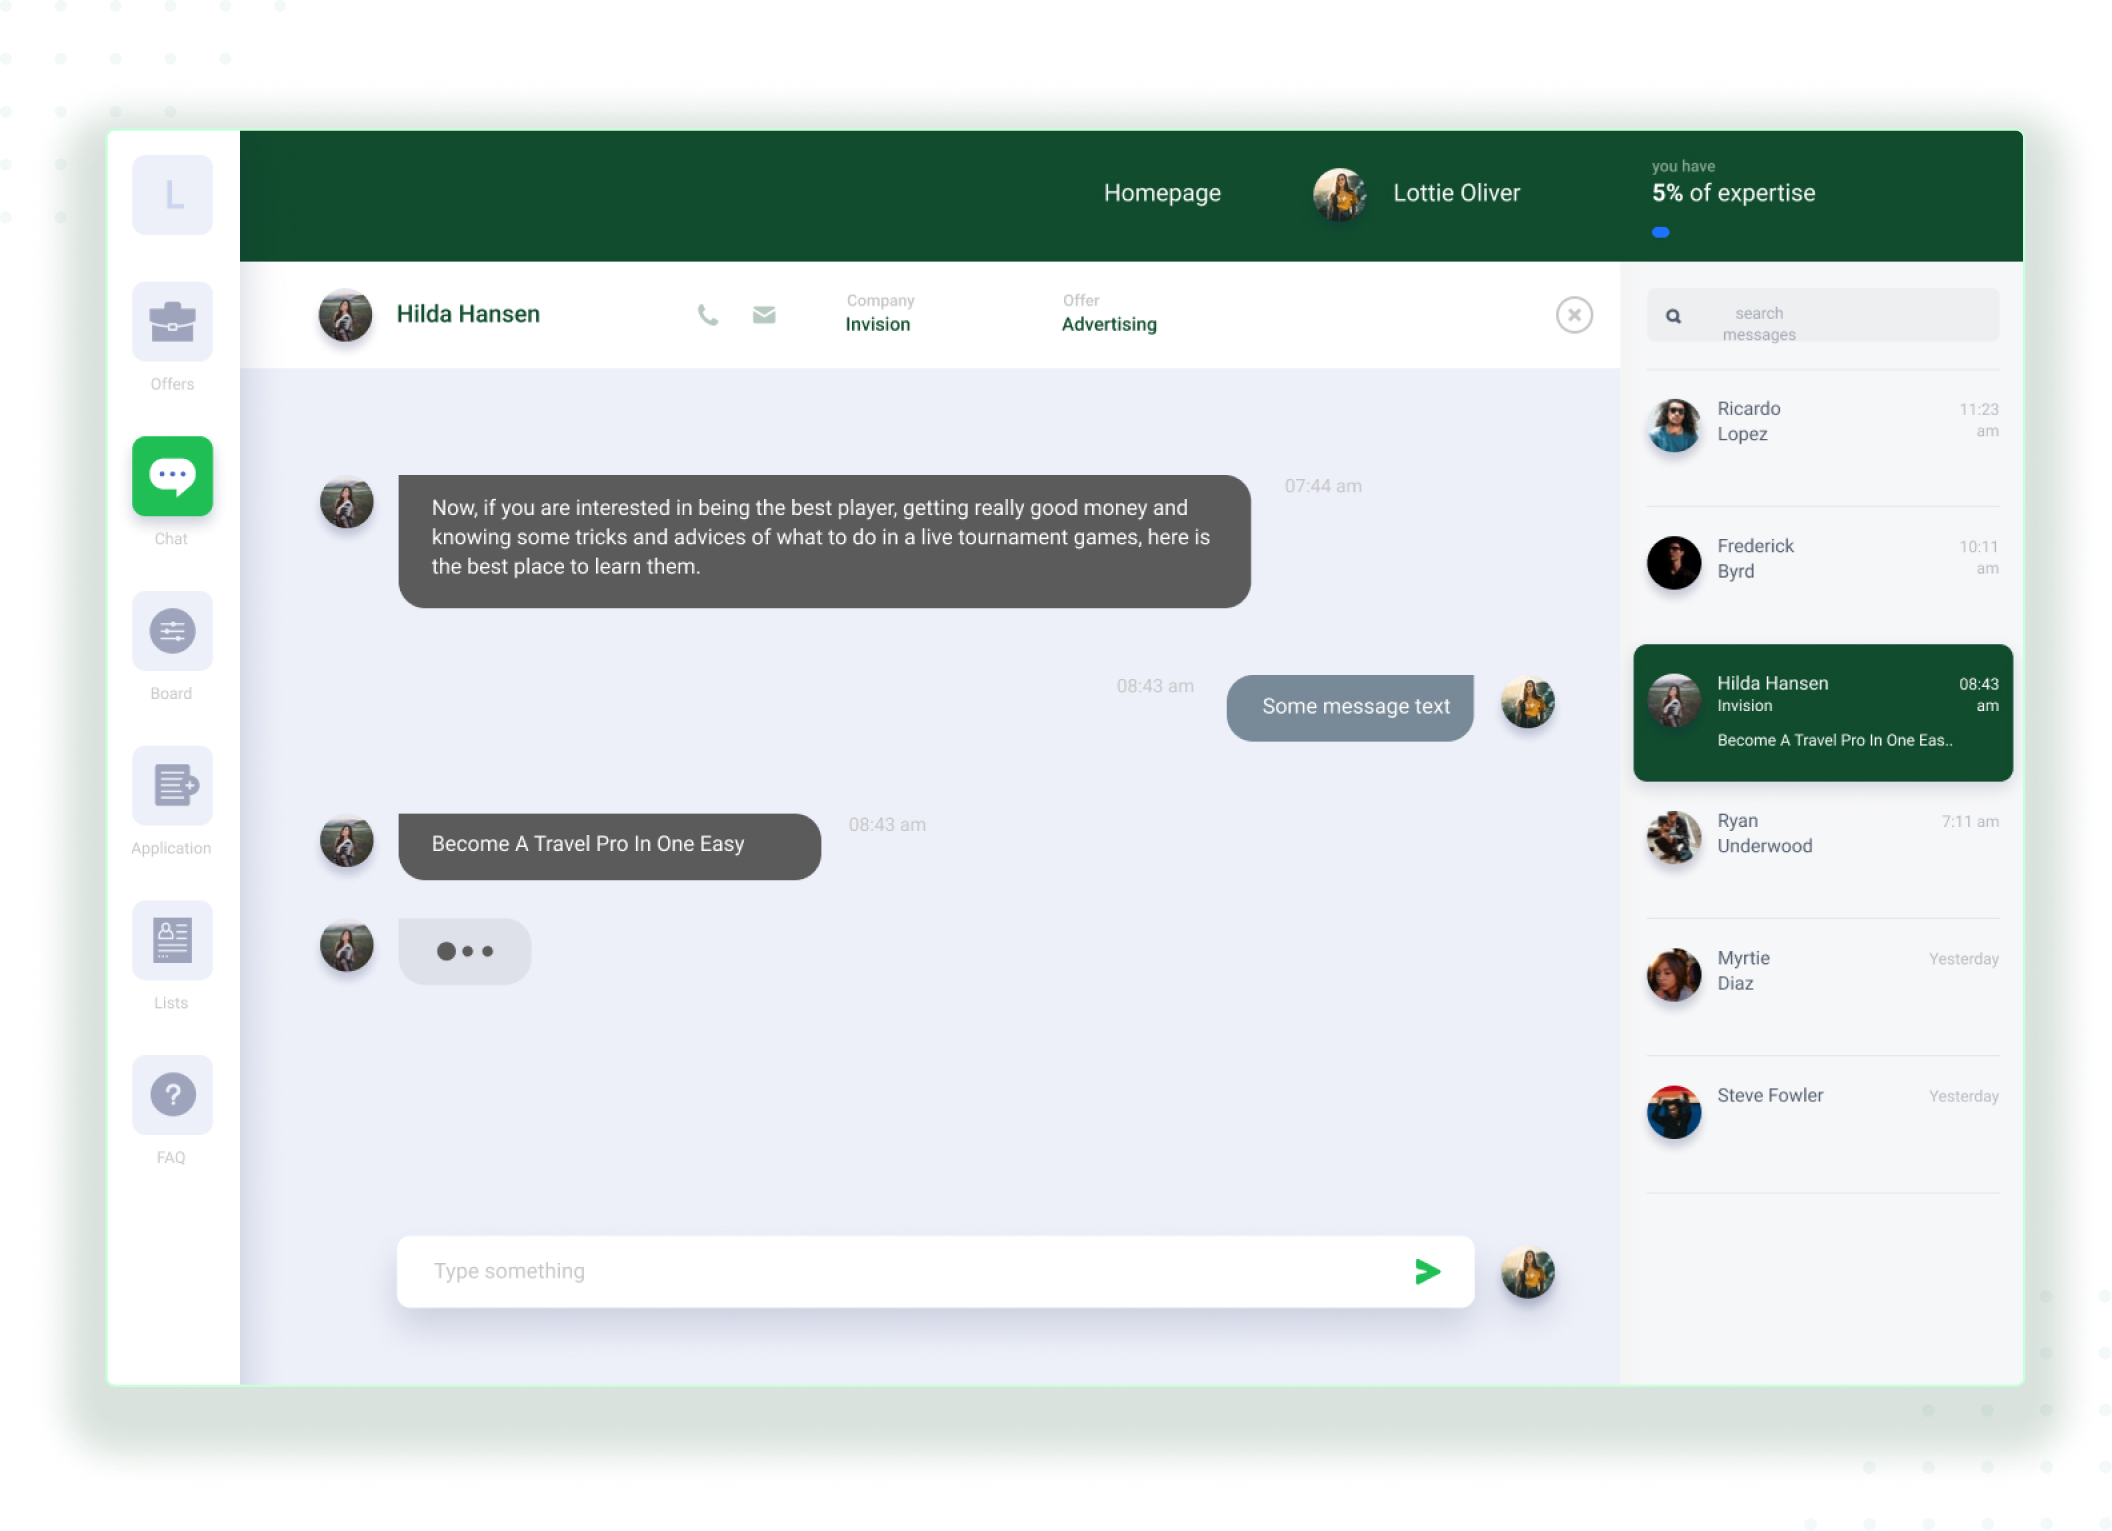 L
Offers
Chat
Board
Application
Lists
?
FAQ
Homepage
Lottie Oliver
you have
5% of expertise
Hilda Hansen
Company
Invision
Offer
Advertising
Now, if you are interested in being the best player, getting really good money and
knowing some tricks and advices of what to do in a live tournament games, here is
the best place to learn them.
07:44 am
08:43 am
Some message text
Become A Travel Pro In One Easy
08:43 am
Type something
search
messages
Ricardo
Lopez
11:23
am
Frederick
Byrd
10:11
am
Hilda Hansen
Invision
08:43
am
Become A Travel Pro In One Eas..
Ryan
Underwood
7:11 am
Myrtie
Diaz
Yesterday
Steve Fowler
Yesterday